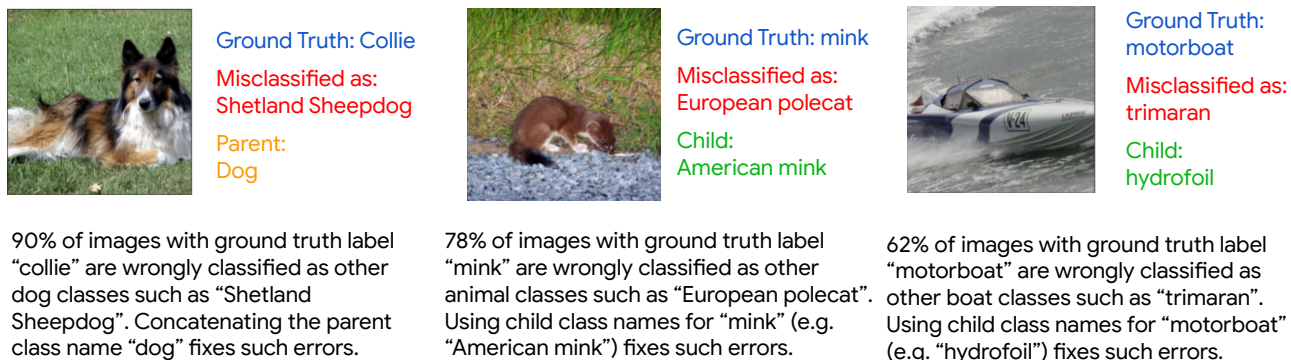 Ground Truth: Collie
Misclassified as:
Shetland Sheepdog
Parent:
Dog
90% of images with ground truth label
“collie” are wrongly classified as other
dog classes such as “Shetland
Sheepdog”. Concatenating the parent
class name “dog” fixes such errors.
Ground Truth: mink
Misclassified as:
European polecat
Child:
American mink
78% of images with ground truth label
“mink” are wrongly classified as other
animal classes such as “European polecat”.
Using child class names for “mink” (e.g.
“American mink”) fixes such errors.
V-24
Ground Truth:
motorboat
Misclassified as:
trimaran
Child:
hydrofoil
62% of images with ground truth label
“motorboat” are wrongly classified as
other boat classes such as “trimaran”.
Using child class names for “motorboat”
(e.g. “hydrofoil”) fixes such errors.